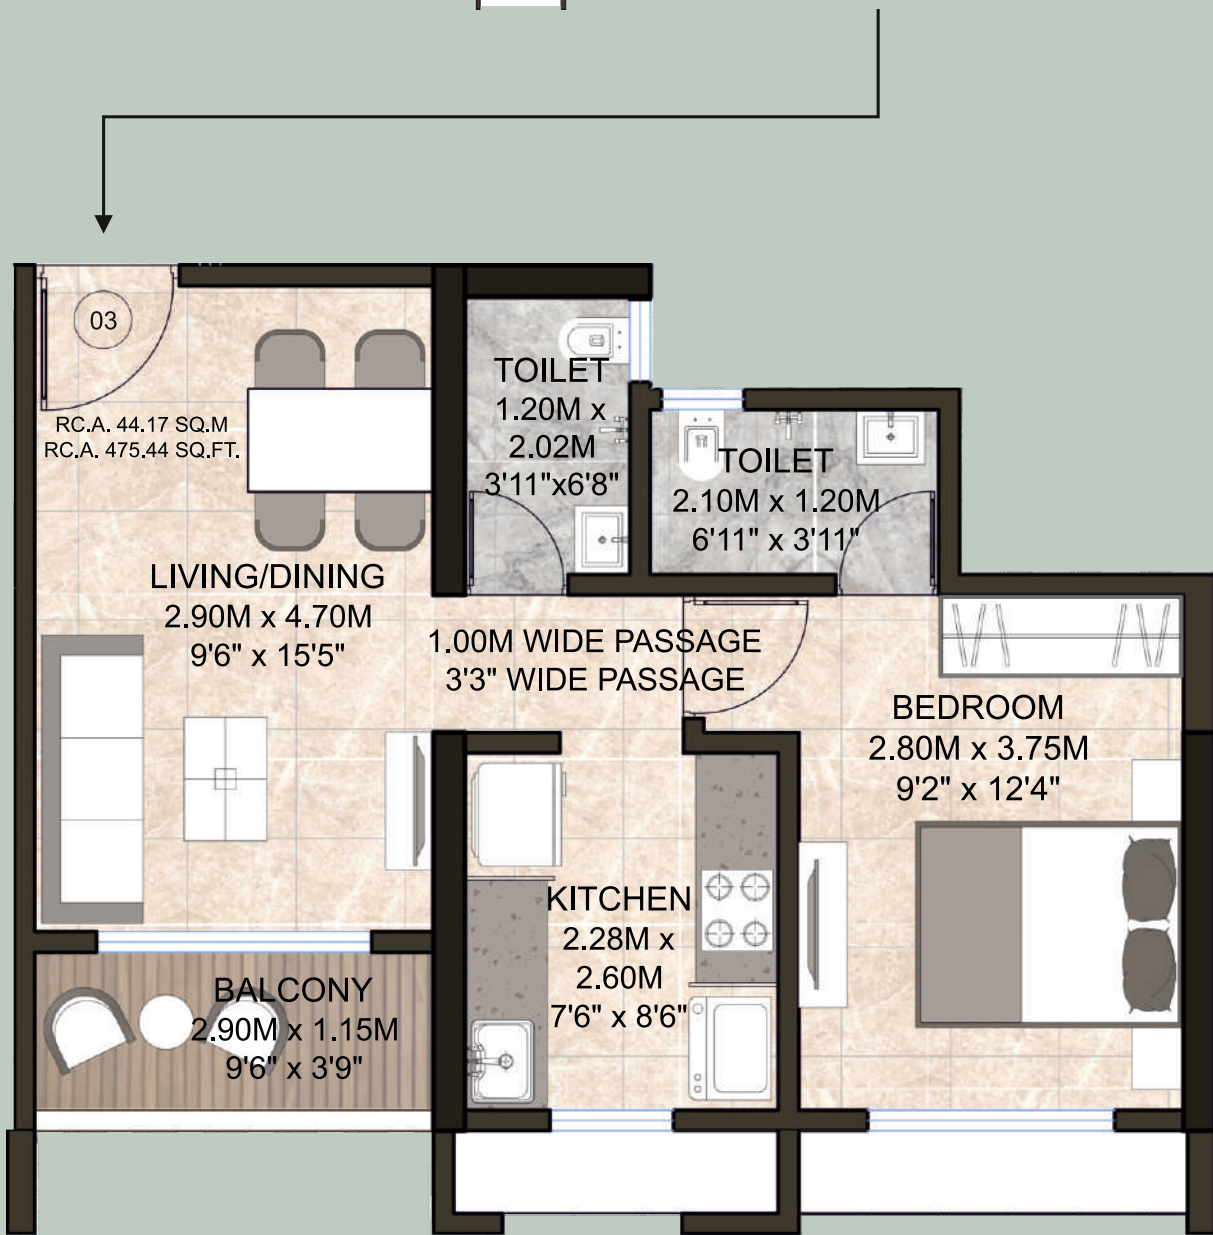 03
RC.A. 44.17 SQ.M
RC.A. 475.44 SQ.FT.
TOILET
1.20M x
2.02M
3'11"x6'8"
TOILET
2.10M x 1.20M
6'11" x 3'11"
LIVING/DINING
2.90M x 4.70M
9'6" x 15'5"
1.00M WIDE PASSAGE
3'3" WIDE PASSAGE
BEDROOM
2.80M x 3.75M
9'2" x 12'4"
KITCHEN
2.28M x
2.60M
7'6" x 8'6"
BALCONY
2.90M x 1.15M
9'6" x 3'9"